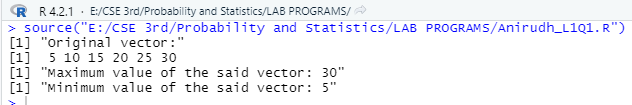 R 4.2.1 · E:/CSE 3rd/Probability and Statistics/LAB PROGRAMS/
> source("E:/CSE 3rd/Probability and Statistics/LAB PROGRAMS/Anirudh_L1Q1.R")
[1] "Original vector:"
[1]  5 10 15 20 25 30
[1] "Maximum value of the said vector: 30"
[1] "Minimum value of the said vector: 5"
>